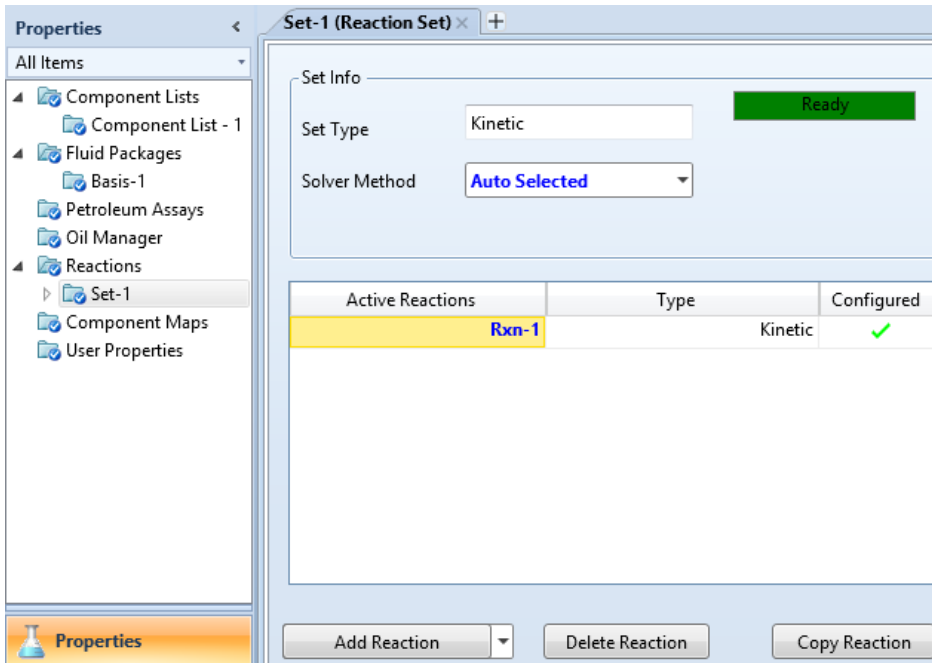 Properties
All Items
Component Lists
Component List - 1
Fluid Packages
Basis-1
Petroleum Assays
Oil Manager
Reactions
Set-1
Component Maps
User Properties
Properties
Set-1 (Reaction Set)
Set Info
Ready
Set Type Kinetic
Solver Method Auto Selected
Active Reactions Type Configured
Rxn-1 Kinetic
Add Reaction Delete Reaction Copy Reaction